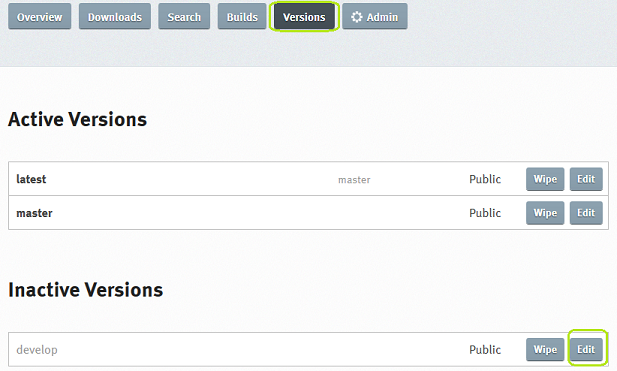 Overview Downloads Search Builds Versions Admin
Active Versions
latest master Public Wipe Edit
master Public Wipe Edit
Inactive Versions
develop Public Wipe Edit